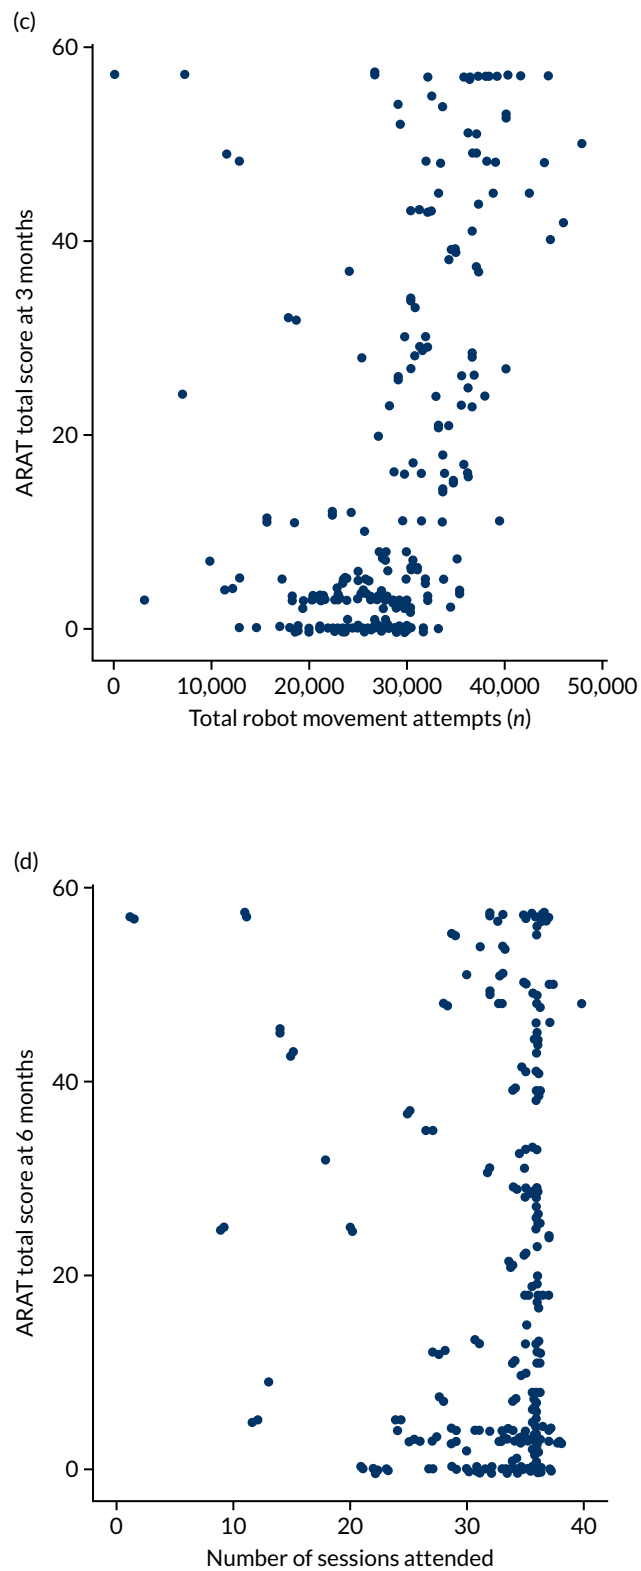 (c)
60
40
20
0
ARAT total score at 3 months
0 10,000 20,000 30,000 40,000 50,000
Total robot movement attempts (n)
(d)
60
40
20
0
ARAT total score at 6 months
0 10 20 30 40
Number of sessions attended